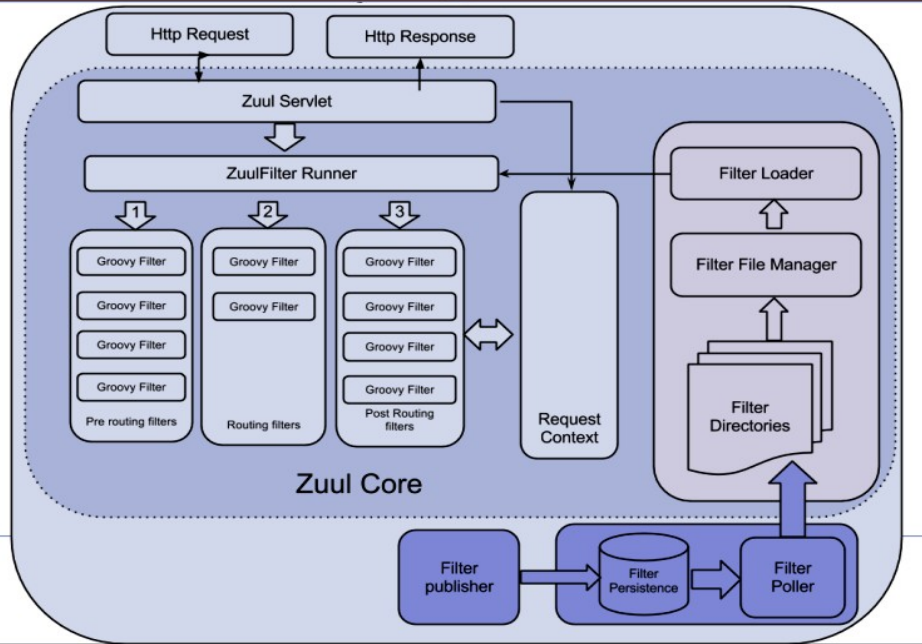 Http Request
Http Response
Zuul Servlet
ZuulFilter Runner
Filter Loader
1
2
3
Filter File Manager
Groovy Filter
Groovy Filter
Groovy Filter
Groovy Filter
Pre routing filters
Groovy Filter
Groovy Filter
Routing filters
Groovy Filter
Groovy Filter
Groovy Filter
Groovy Filter
Post Routing
filters
Request
Context
Filter
Directories
Zuul Core
Filter
publisher
Filter
Persistence
Filter
Poller